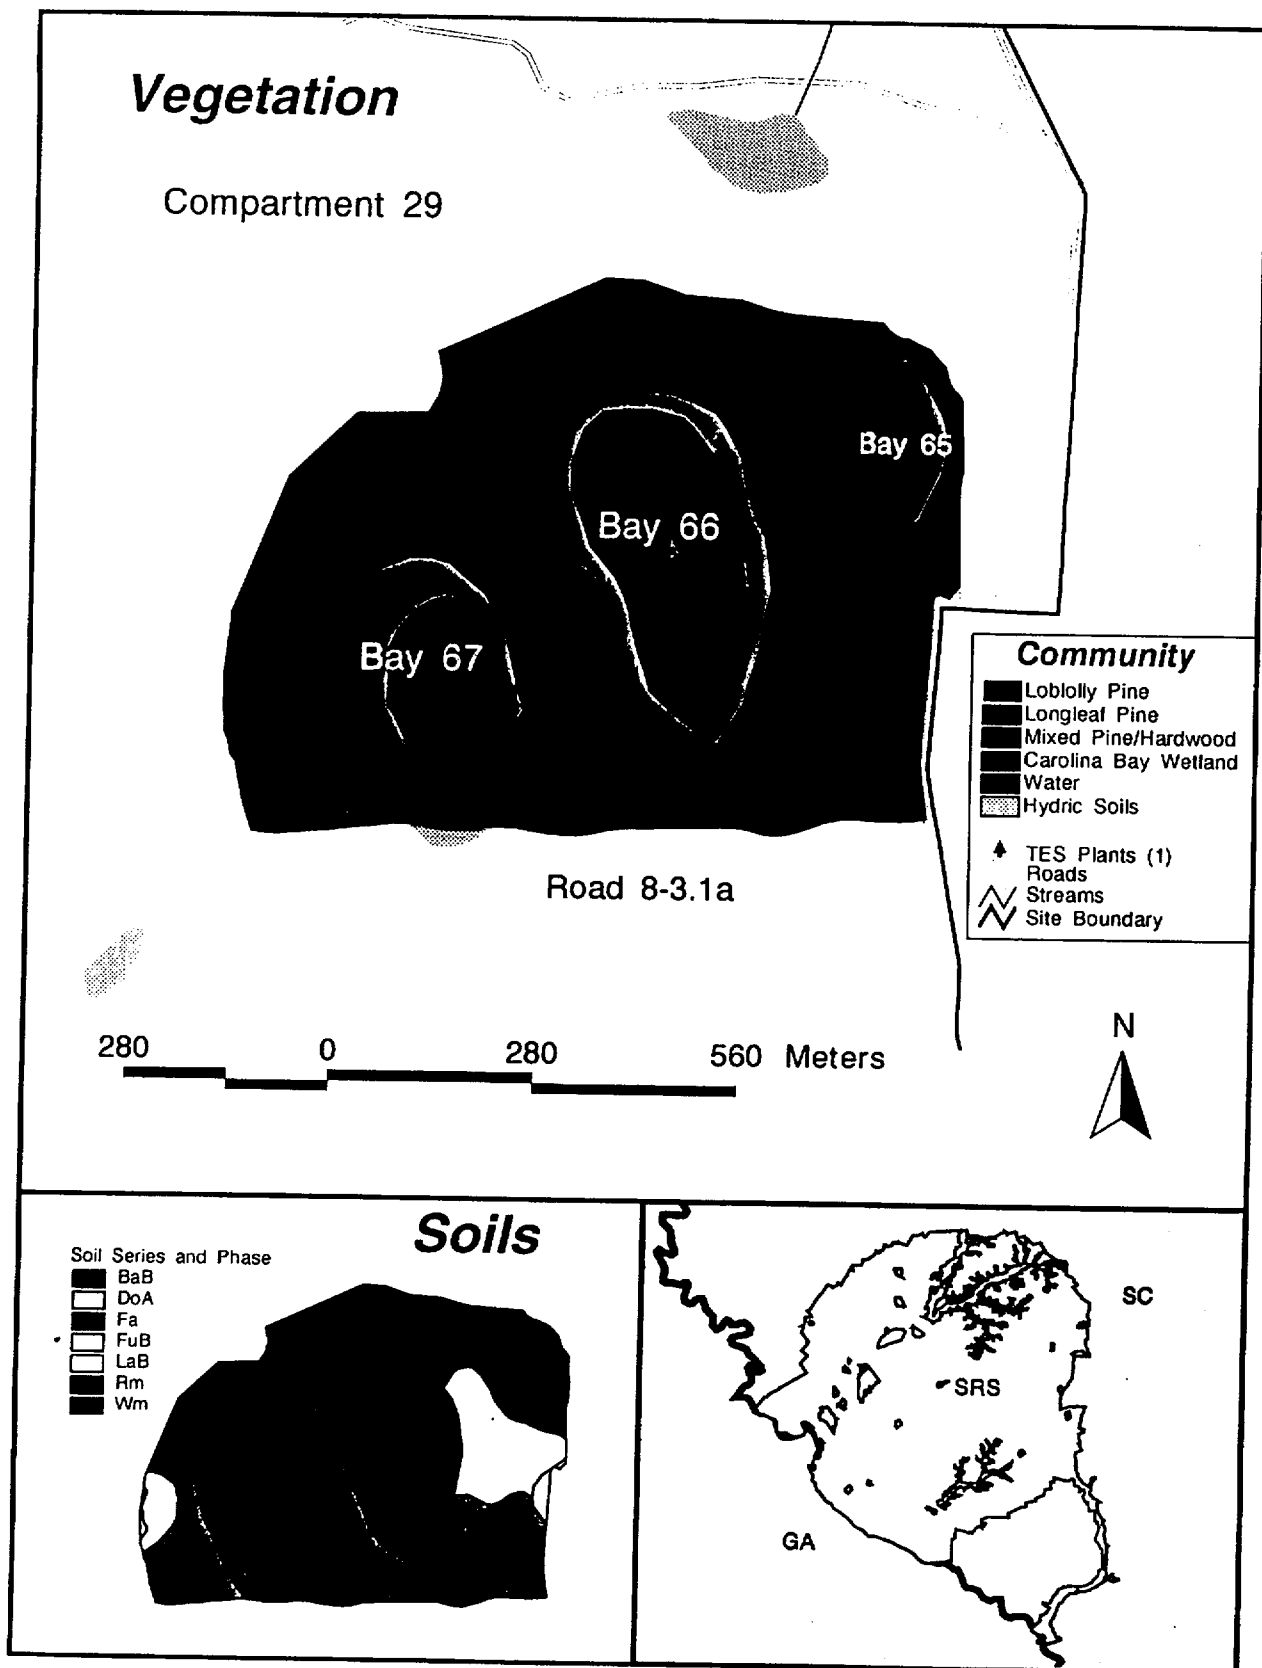 Vegetation
Compartment 29
Bay 65
Bay 66
Bay 67
Community
Loblolly Pine
Longleaf Pine
Mixed Pine/Hardwood
Carolina Bay Wetland
Water
Hydric Soils
TES Plants (1)
Roads
Streams
Site Boundary
Road 8-3.1a
N
280 0 280 560 Meters
Soils
Soil Series and Phase
BaB
DoA
Fa
FuB
LaB
Rm
Wm
SC
SRS
GA